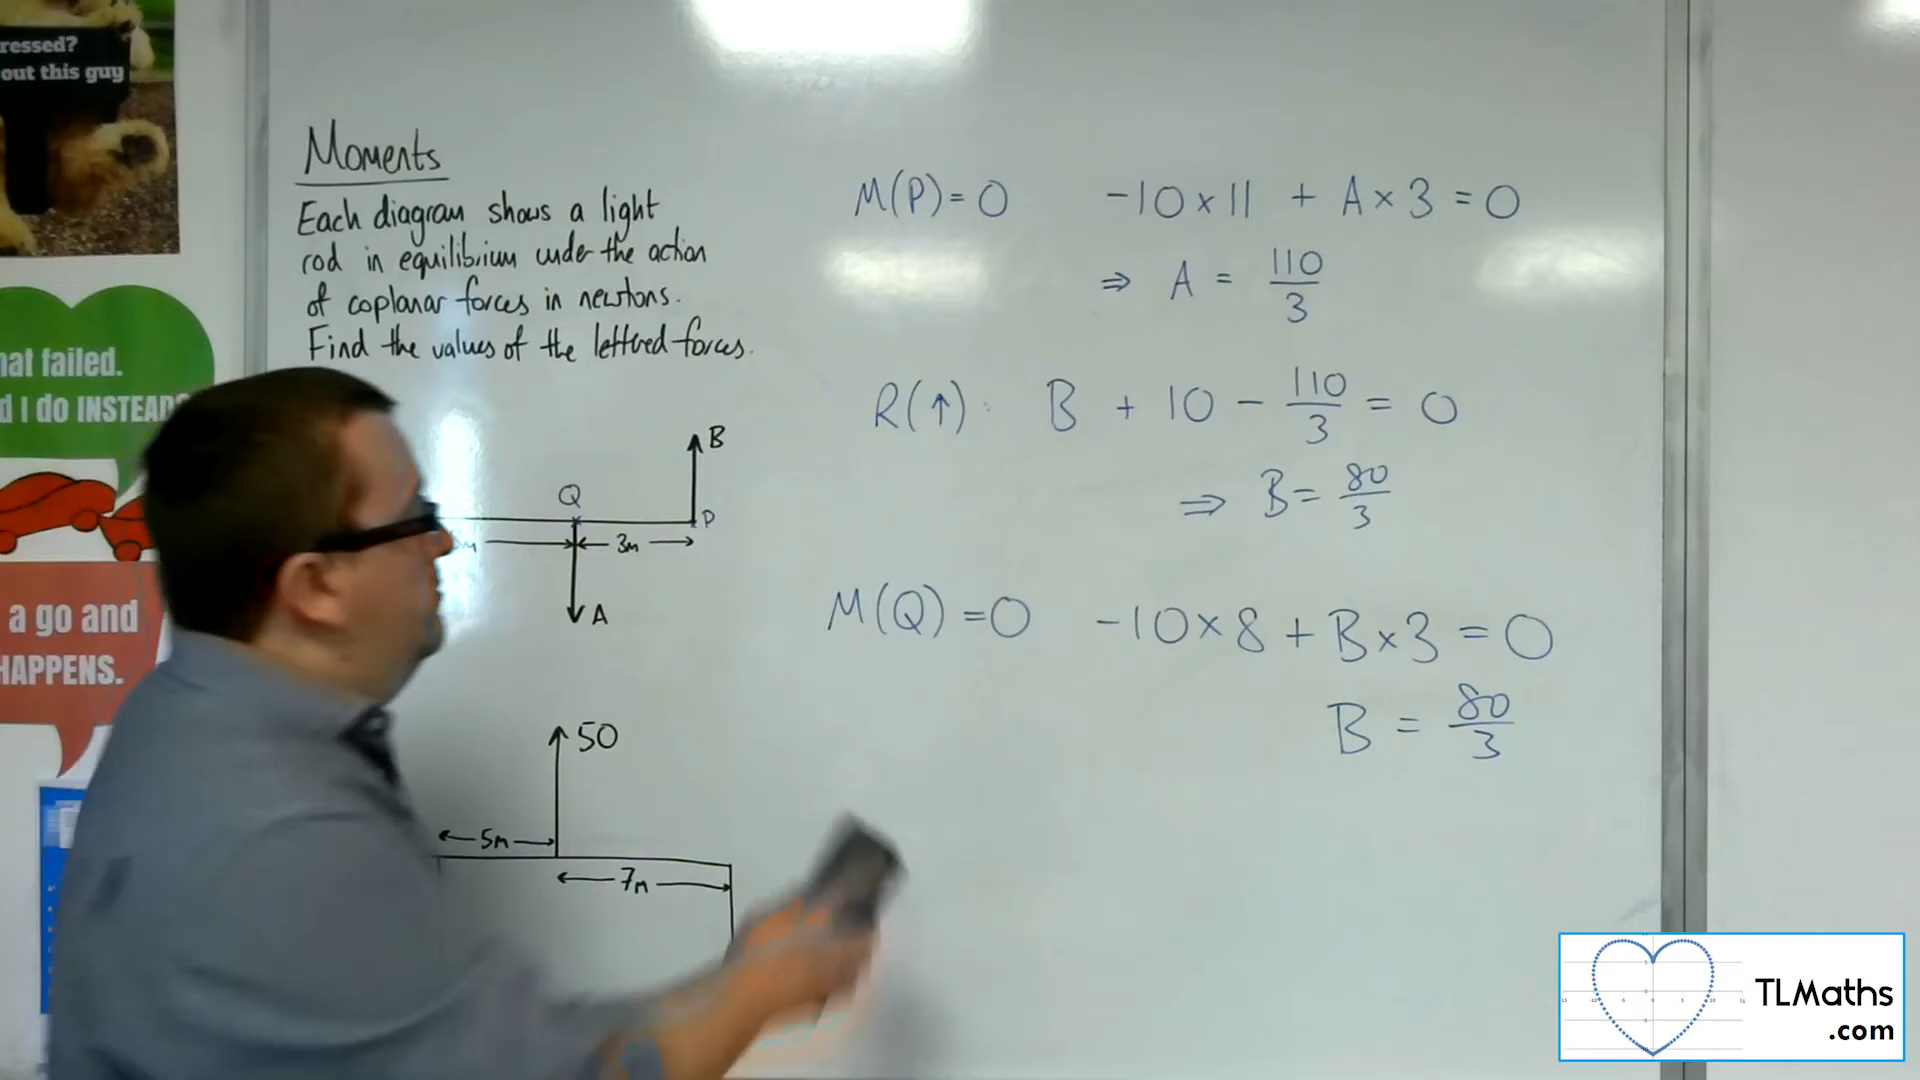 ressed?
out this guy
hat failed.
d I do INSTEAD?
a go and
HAPPENS.
Moments
Each diagram shows a light
rod in equilibrium under the action
of coplanar forces in newtons.
Find the values of the lettered forces.
B
Q
P
3m
A
50
5m
7m
M(P)=0 -10×11 + A×3 = 0
⇒ A = 110/3
R(↑): B + 10 - 110/3 = 0
⇒ B = 80/3
M(Q)=0 -10×8 + B×3 = 0
B = 80/3
TLMaths
.com